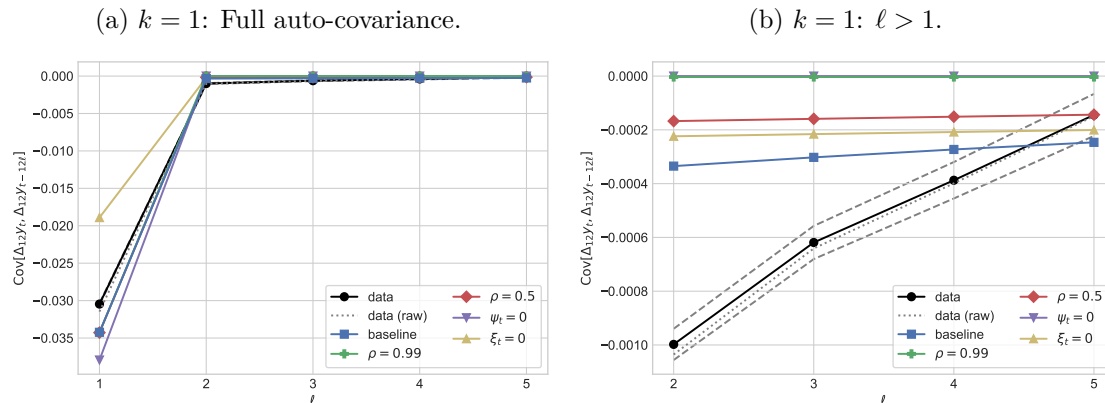 (a) k = 1: Full auto-covariance.
0.000
−0.005
−0.010
−0.015
−0.020
−0.025
−0.030
−0.035
Cov[Δ₁₂yₜ, Δ₁₂yₜ₋₁₂ℓ]
data
data (raw)
baseline
ρ = 0.99
ρ = 0.5
ψₜ = 0
ξₜ = 0
1 2 3 4 5
ℓ
(b) k = 1: ℓ > 1.
−0.0000
−0.0002
−0.0004
−0.0006
−0.0008
−0.0010
Cov[Δ₁₂yₜ, Δ₁₂yₜ₋₁₂ℓ]
data
data (raw)
baseline
ρ = 0.99
ρ = 0.5
ψₜ = 0
ξₜ = 0
2 3 4 5
ℓ